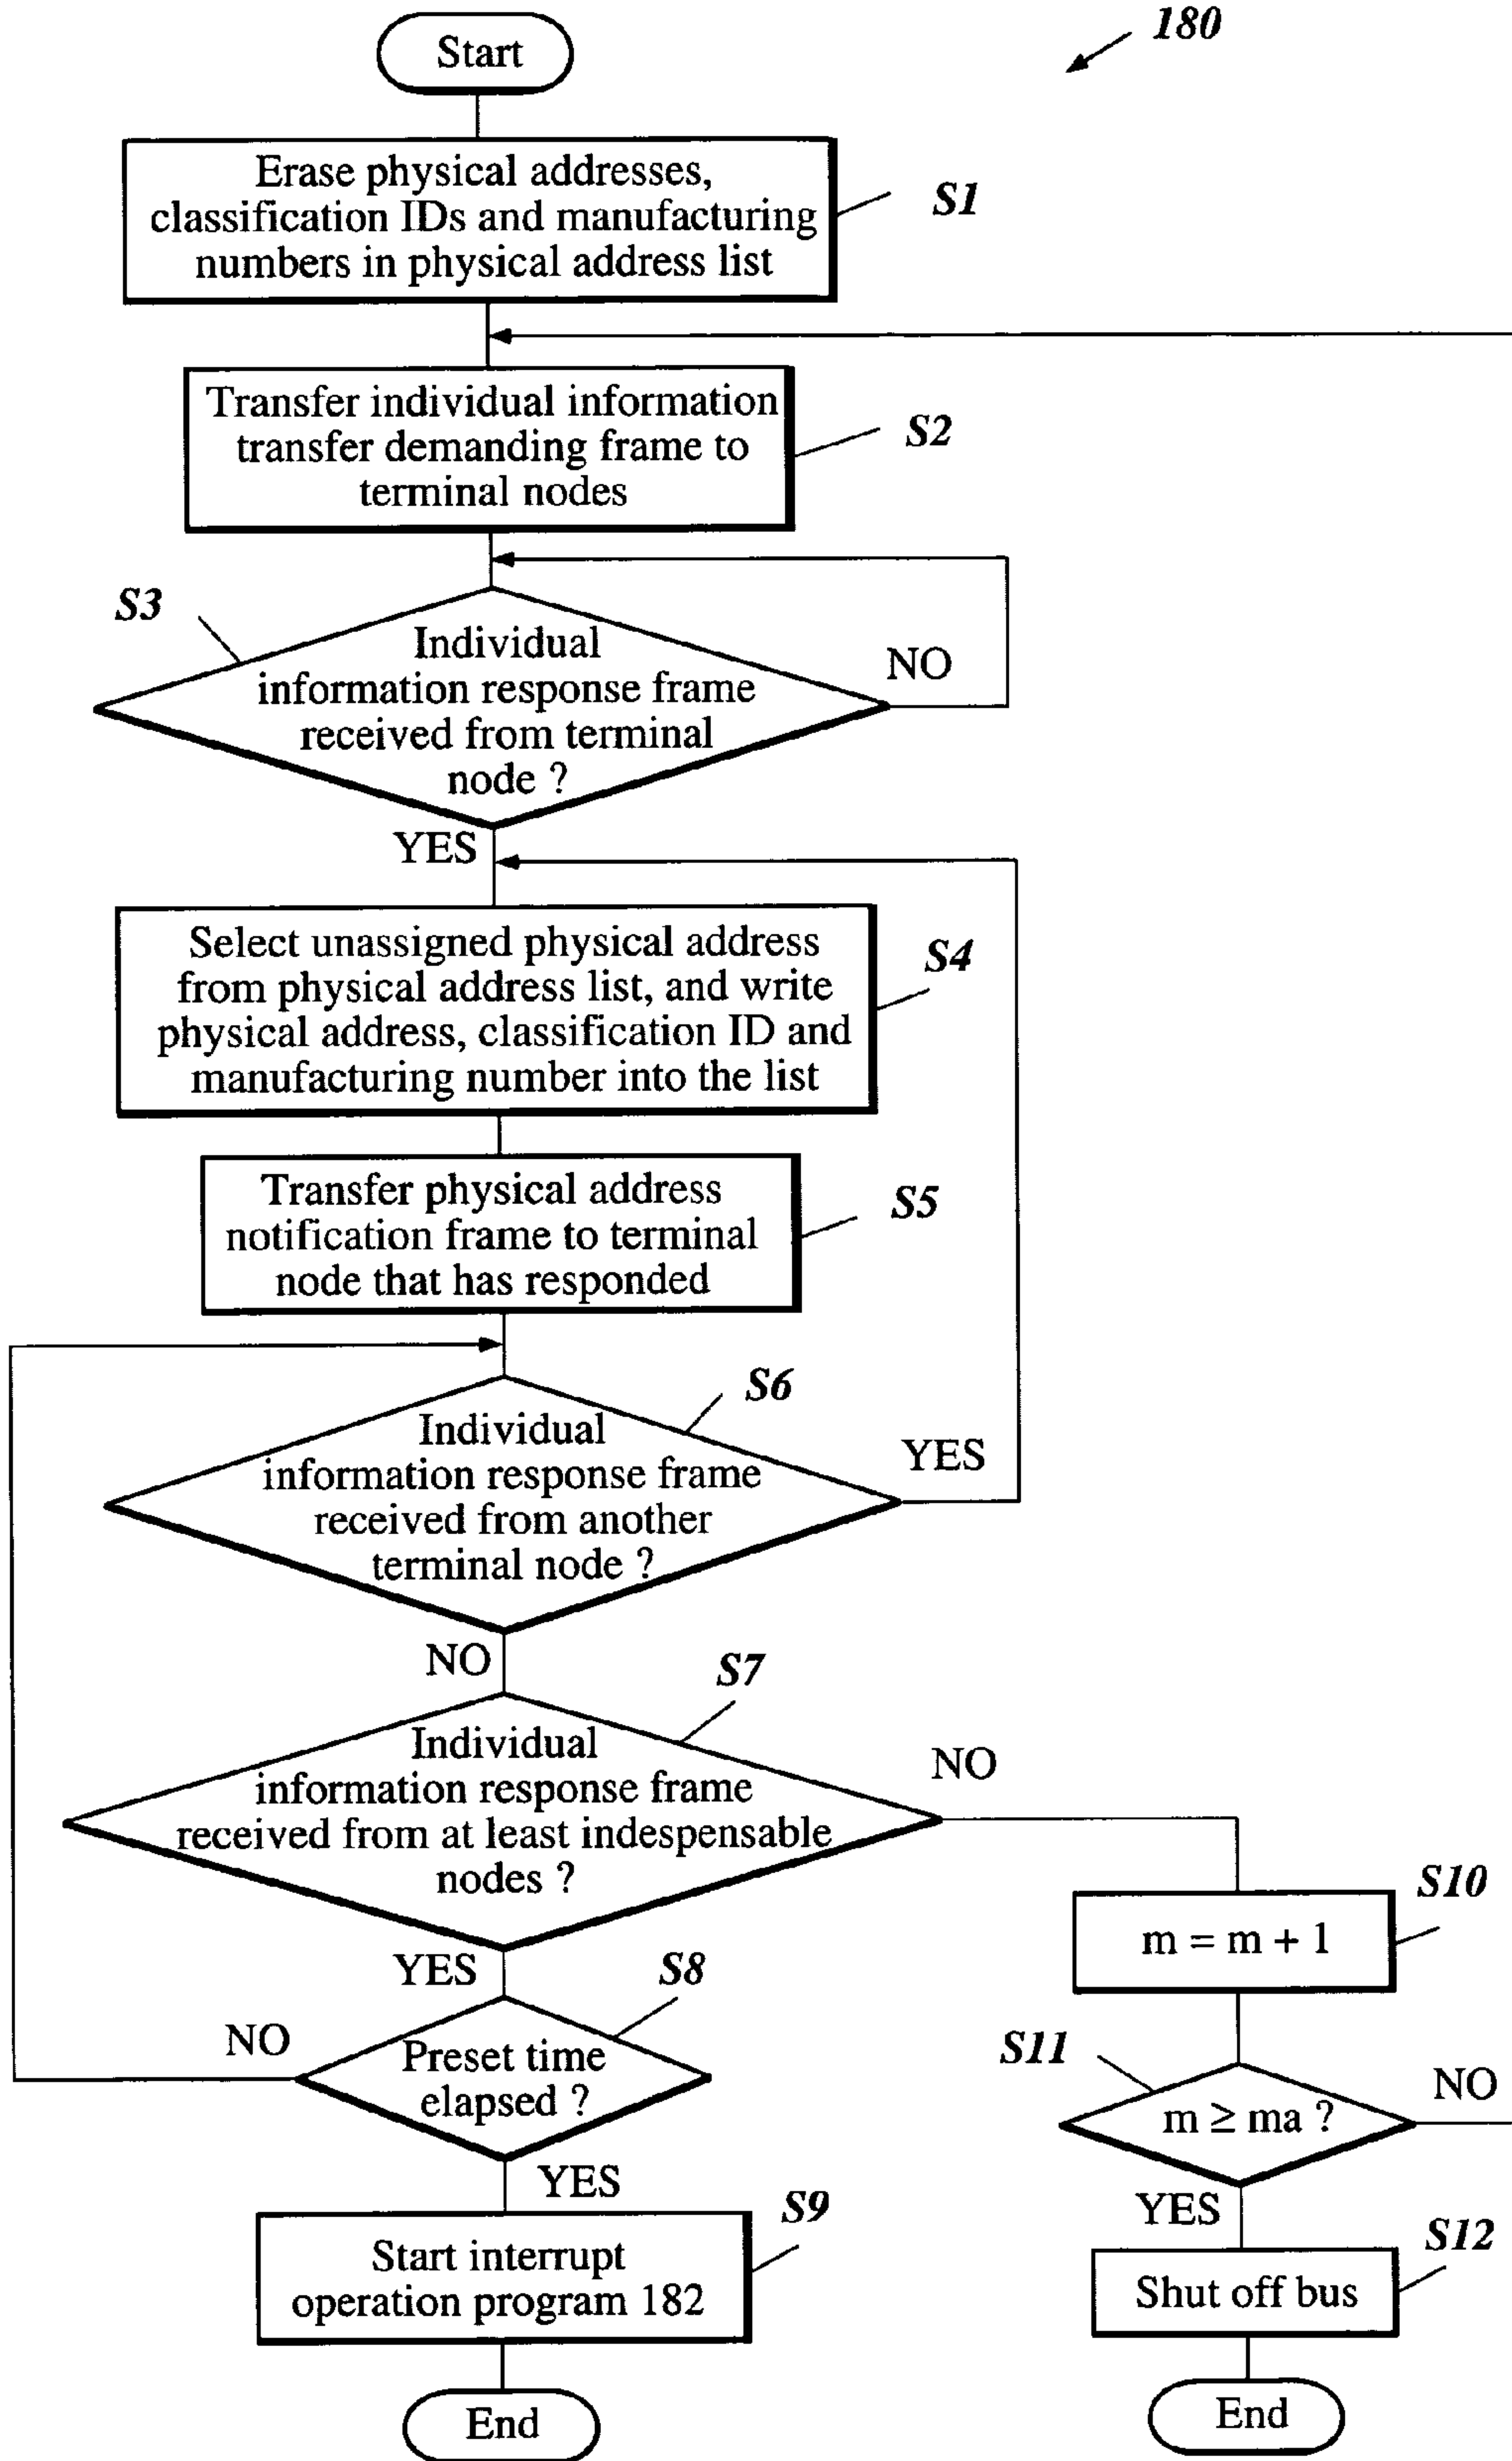 180
Start
Erase physical addresses,
classification IDs and manufacturing
numbers in physical address list
S1
Transfer individual information
transfer demanding frame to
terminal nodes
S2
S3
Individual
information response frame
received from terminal
node ?
NO
YES
Select unassigned physical address
from physical address list, and write
physical address, classification ID and
manufacturing number into the list
S4
Transfer physical address
notification frame to terminal
node that has responded
S5
S6
Individual
information response frame
received from another
terminal node ?
YES
NO
S7
Individual
information response frame
received from at least indespensable
nodes ?
NO
YES
S8
Preset time
elapsed ?
NO
YES
S9
Start interrupt
operation program 182
End
S10
m = m + 1
S11
m ≥ ma ?
NO
YES
S12
Shut off bus
End